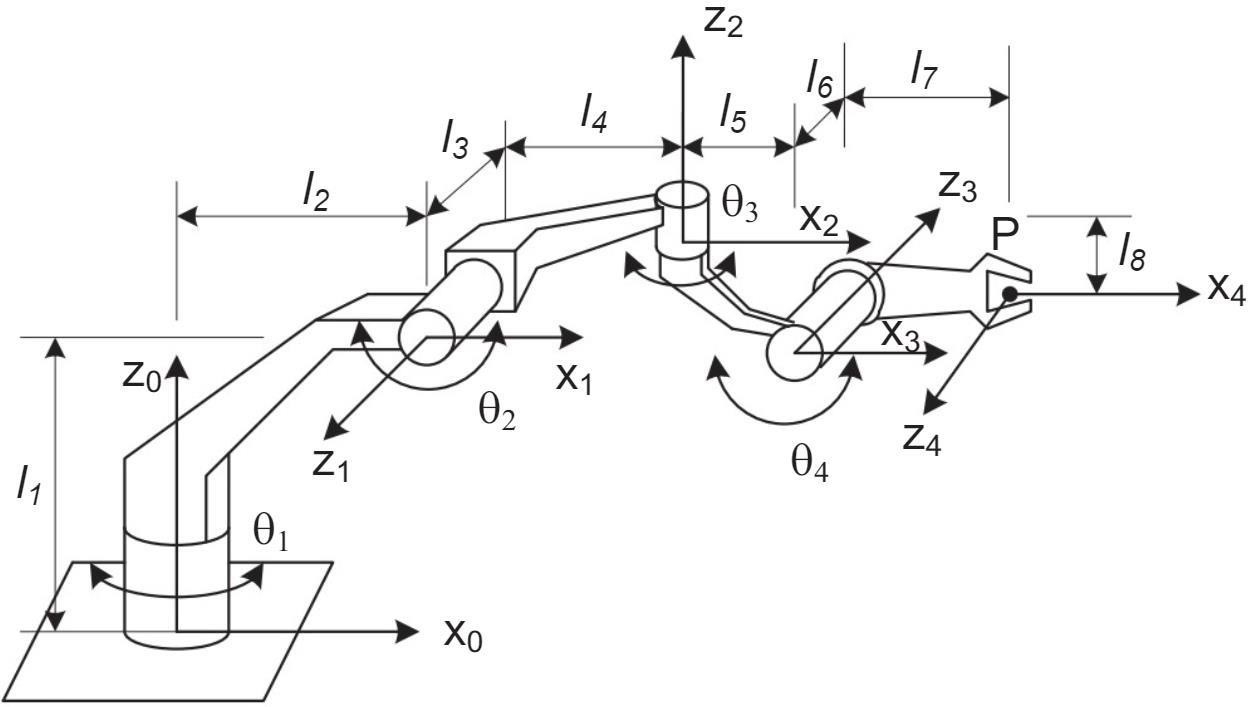 z₂
l₆
l₇
l₃
l₄
l₅
l₂
θ₃
z₃
x₂
P
l₈
x₄
z₀
x₁
x₃
θ₂
z₄
z₁
θ₄
l₁
θ₁
x₀